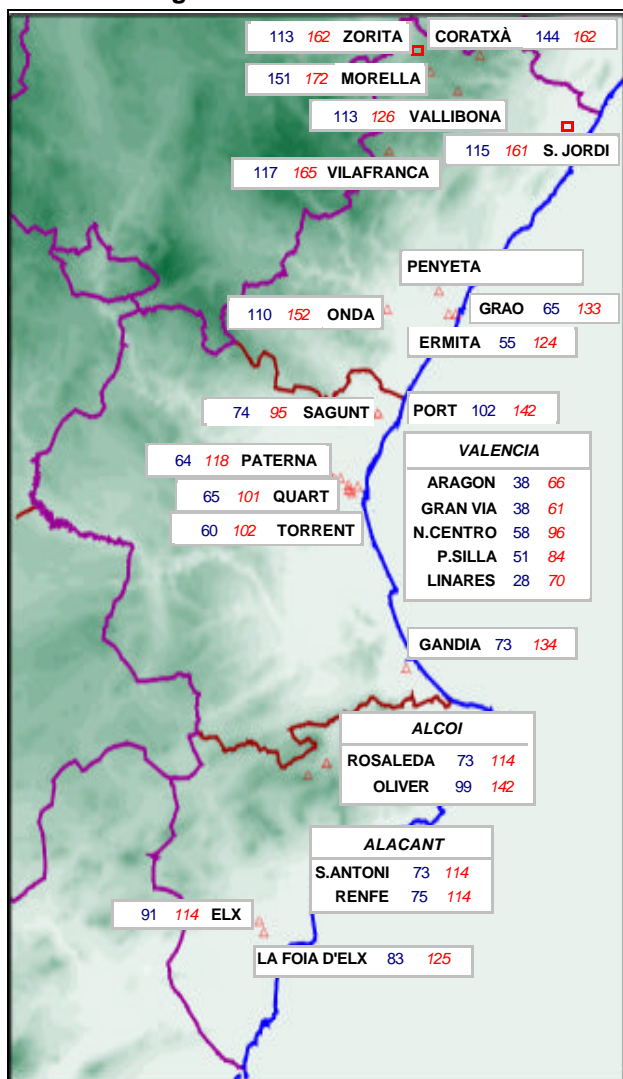 113 162 ZORITA
CORATXÀ 144 162
151 172 MORELLA
113 126 VALLIBONA
115 161 S. JORDI
117 165 VILAFRANCA
PENYETA
110 152 ONDA
GRAO 65 133
ERMITA 55 124
74 95 SAGUNT
PORT 102 142
64 118 PATERNA
65 101 QUART
60 102 TORRENT
VALENCIA
ARAGON 38 66
GRAN VIA 38 61
N.CENTRO 58 96
P.SILLA 51 84
LINARES 28 70
GANDIA 73 134
ALCOI
ROSALEDA 73 114
OLIVER 99 142
ALACANT
S.ANTONI 73 114
RENFE 75 114
91 114 ELX
LA FOIA D'ELX 83 125